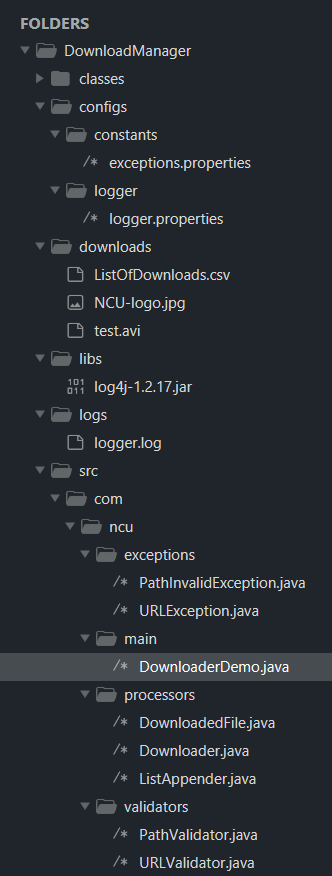 FOLDERS
DownloadManager
classes
configs
constants
/* exceptions.properties
logger
/* logger.properties
downloads
ListOfDownloads.csv
NCU-logo.jpg
test.avi
libs
log4j-1.2.17.jar
logs
logger.log
src
com
ncu
exceptions
/* PathInvalidException.java
/* URLException.java
main
/* DownloaderDemo.java
processors
/* DownloadedFile.java
/* Downloader.java
/* ListAppender.java
validators
/* PathValidator.java
/* URLValidator.java